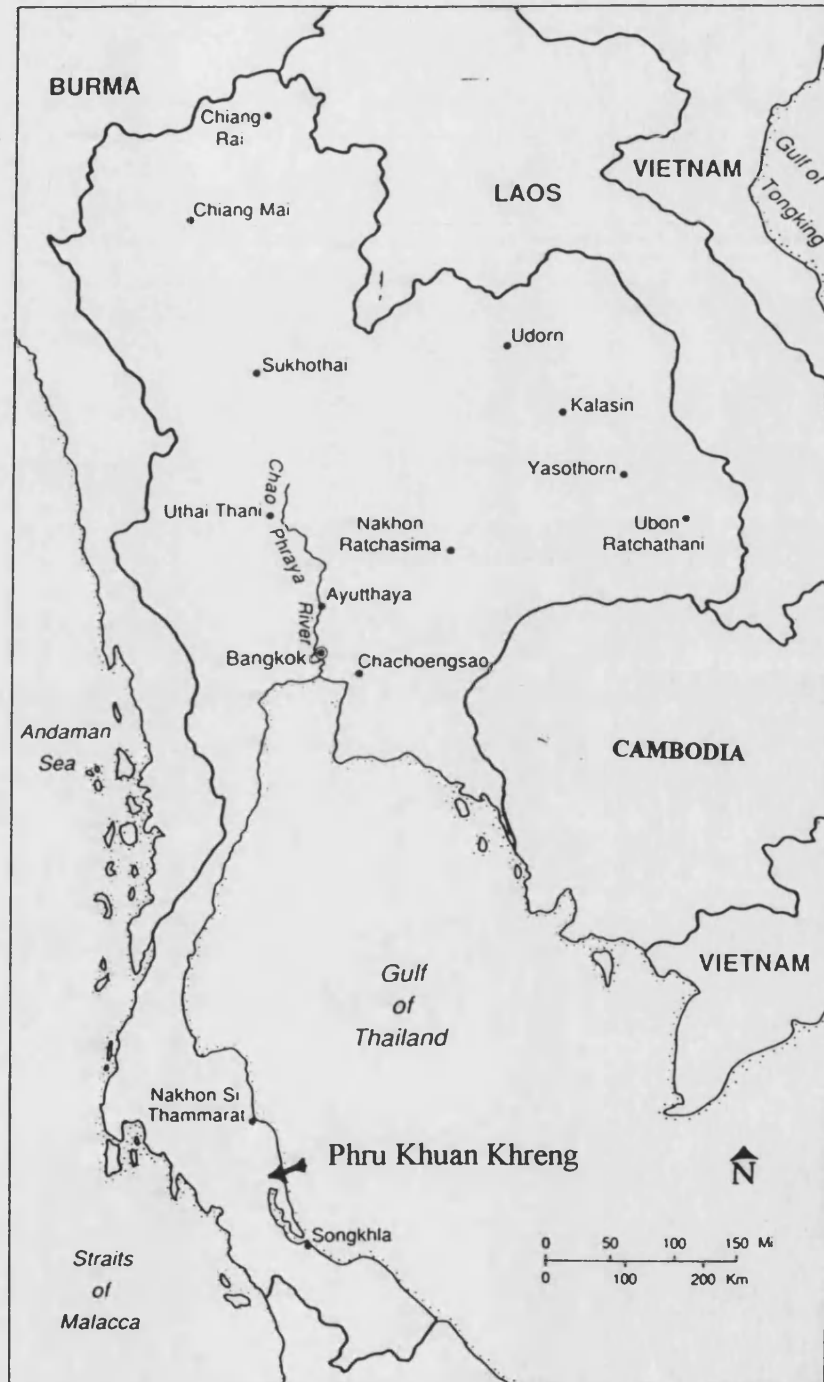 BURMA
Chiang
Rai
Chiang Mai
LAOS
VIETNAM
Gulf of
Tongking
Udorn
Sukhothai
Kalasin
Yasothorn
Uthai Thani
Chao
Phraya
River
Nakhon
Ratchasima
Ubon
Ratchathani
Ayutthaya
Bangkok
Chachoengsao
Andaman
Sea
CAMBODIA
VIETNAM
Gulf
of
Thailand
Nakhon Si
Thammarat
Phru Khuan Khreng
N
Songkhla
Straits
of
Malacca
0 50 100 150 Mi
0 100 200 Km